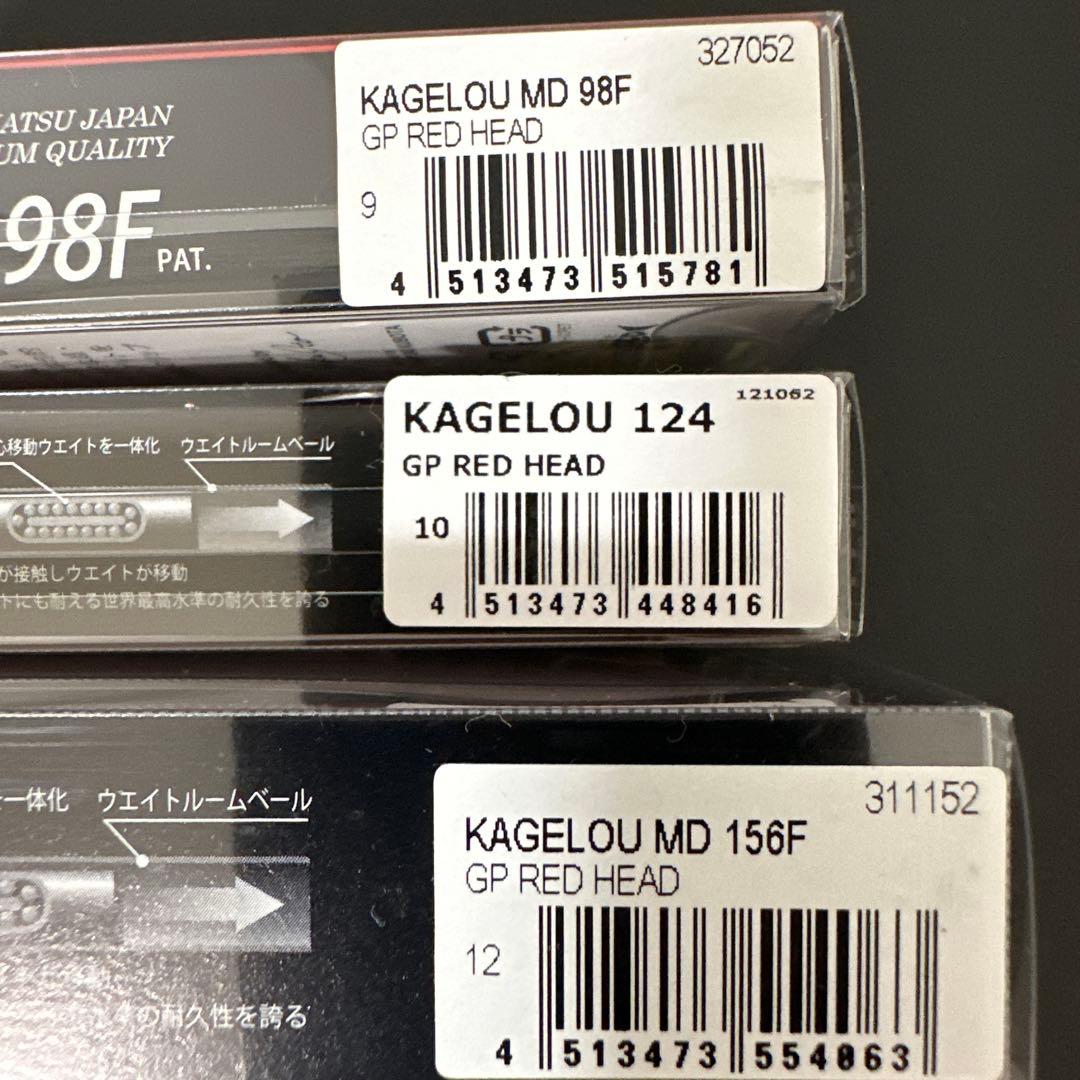 ATSU JAPAN
UM QUALITY
98F PAT.
327052
KAGELOU MD 98F
GP RED HEAD
9
4 513473 515781
移動ウエイトを一体化 ウエイトルームベール
が接触しウエイトが移動
にも耐える世界最高水準の耐久性を誇る
121062
KAGELOU 124
GP RED HEAD
10
4 513473 448416
一体化 ウエイトルームベール
の耐久性を誇る
311152
KAGELOU MD 156F
GP RED HEAD
12
4 513473 554063